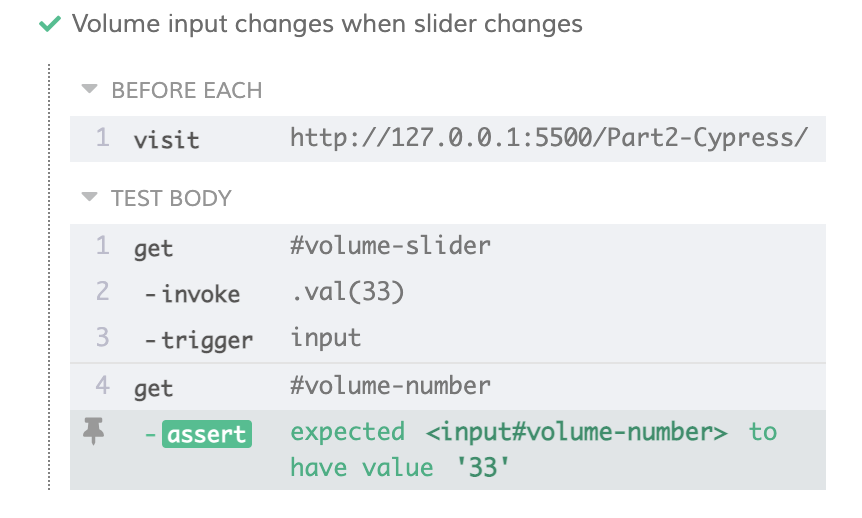 Volume input changes when slider changes
BEFORE EACH
1 visit http://127.0.0.1:5500/Part2-Cypress/
TEST BODY
1 get #volume-slider
2 -invoke .val(33)
3 -trigger input
4 get #volume-number
-assert expected <input#volume-number> to
have value '33'